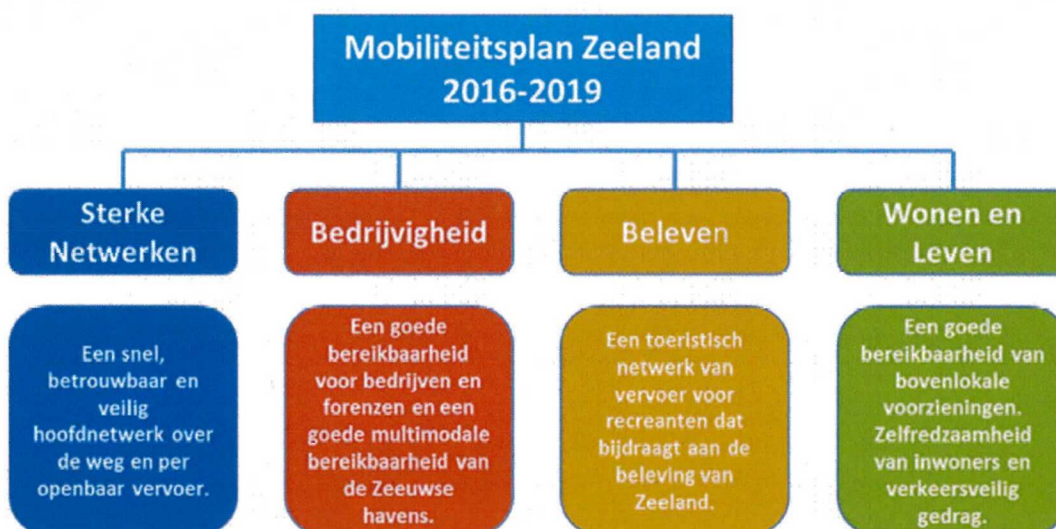 Mobiliteitsplan Zeeland
2016-2019
Sterke
Netwerken
Een snel,
betrouwbaar en
veilig
hoofdnetwerk over
de weg en per
openbaar vervoer.
Bedrijvigheid
Een goede
bereikbaarheid
voor bedrijven en
forenzen en een
goede multimodale
bereikbaarheid van
de Zeeuwse
havens.
Beleven
Een toeristisch
netwerk van
vervoer voor
recreanten dat
bijdraagt aan de
beleving van
Zeeland.
Wonen en
Leven
Een goede
bereikbaarheid van
bovenlokale
voorzieningen.
Zelfredzaamheid
van inwoners en
verkeersveilig
gedrag.